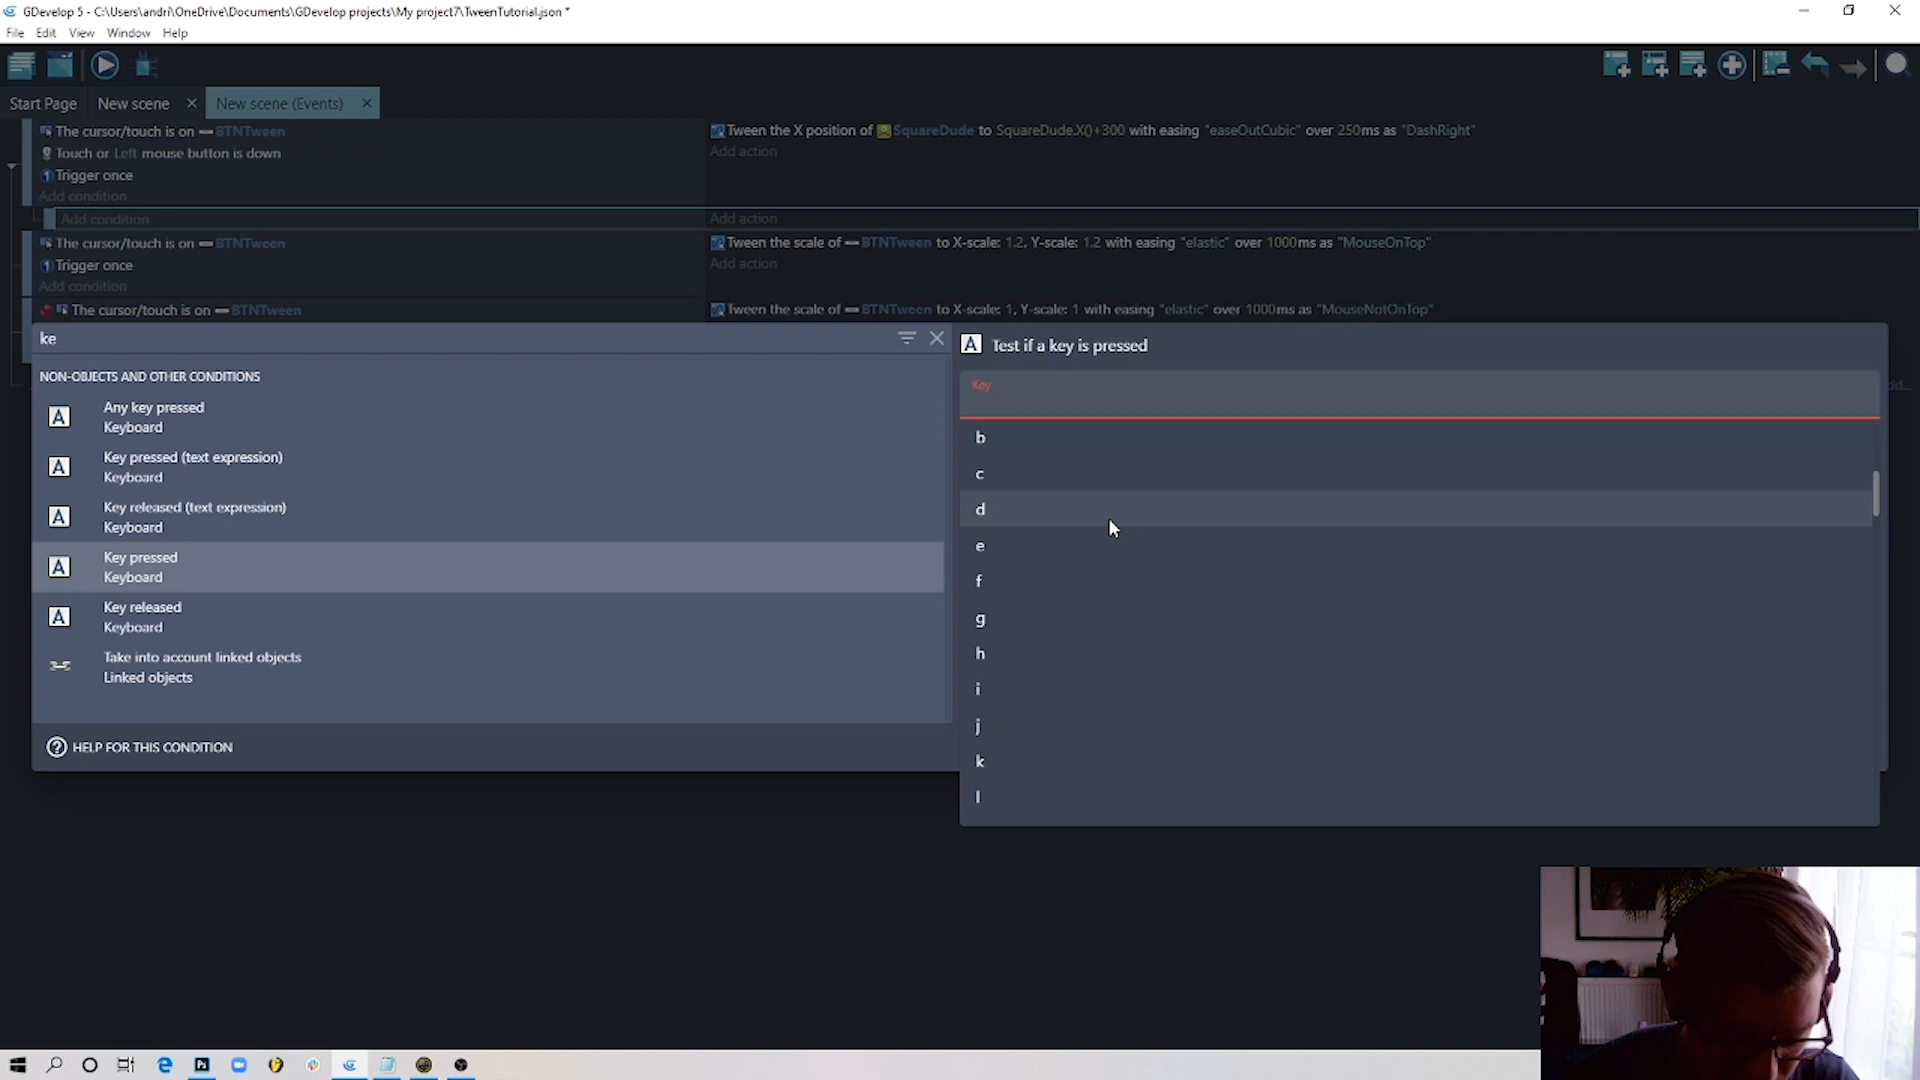 GDevelop 5 - C:\Users\andri\OneDrive\Documents\GDevelop projects\My project7\TweenTutorial.json *
File Edit View Window Help
Start Page New scene New scene (Events)
The cursor/touch is on BTNTween
Tween the X position of SquareDude to SquareDude.X()+300 with easing "easeOutCubic" over 250ms as "DashRight"
Touch or Left mouse button is down
Add action
Trigger once
Add condition
Add condition
Add action
The cursor/touch is on BTNTween
Tween the scale of BTNTween to X-scale: 1.2, Y-scale: 1.2 with easing "elastic" over 1000ms as "MouseOnTop"
Trigger once
Add action
Add condition
The cursor/touch is on BTNTween
Tween the scale of BTNTween to X-scale: 1, Y-scale: 1 with easing "elastic" over 1000ms as "MouseNotOnTop"
ke
NON-OBJECTS AND OTHER CONDITIONS
Any key pressed
Keyboard
Key pressed (text expression)
Keyboard
Key released (text expression)
Keyboard
Key pressed
Keyboard
Key released
Keyboard
Take into account linked objects
Linked objects
HELP FOR THIS CONDITION
A Test if a key is pressed
Key
b
c
d
e
f
g
h
i
j
k
l